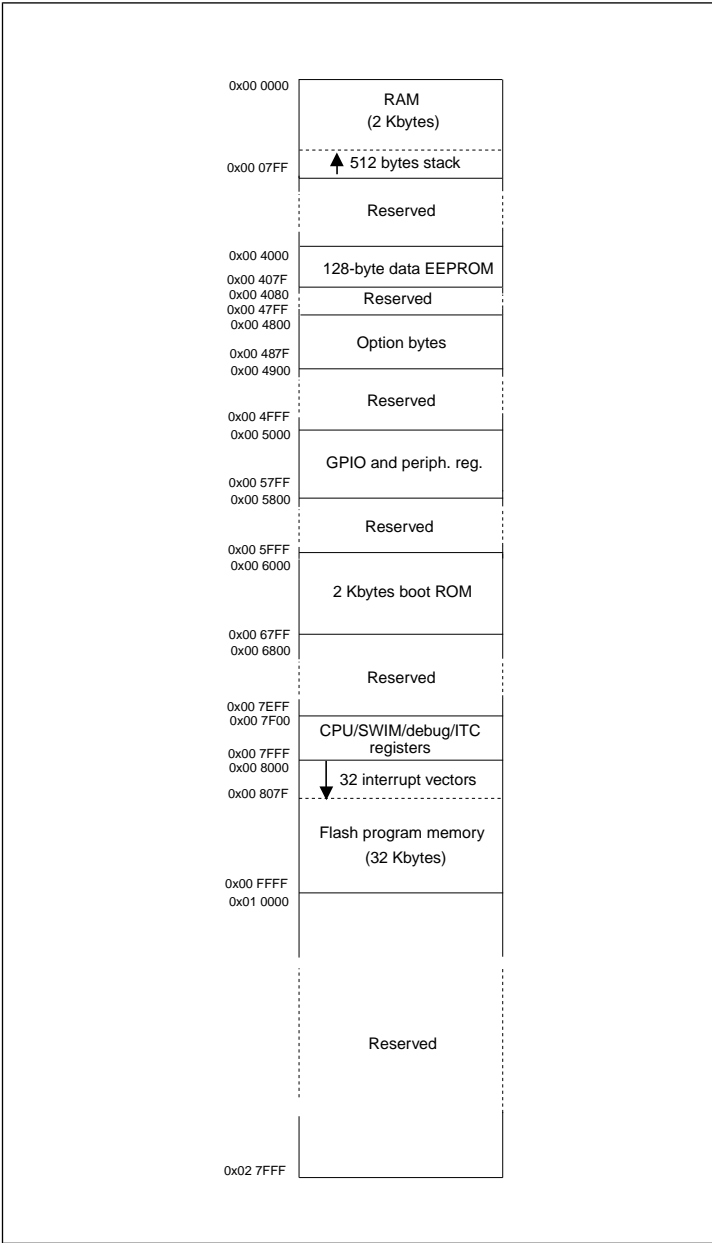 0x00 0000
RAM
(2 Kbytes)
512 bytes stack
0x00 07FF
Reserved
0x00 4000
128-byte data EEPROM
0x00 407F
0x00 4080
Reserved
0x00 47FF
0x00 4800
Option bytes
0x00 487F
0x00 4900
Reserved
0x00 4FFF
0x00 5000
GPIO and periph. reg.
0x00 57FF
0x00 5800
Reserved
0x00 5FFF
0x00 6000
2 Kbytes boot ROM
0x00 67FF
0x00 6800
Reserved
0x00 7EFF
0x00 7F00
CPU/SWIM/debug/ITC
registers
0x00 7FFF
0x00 8000
32 interrupt vectors
0x00 807F
Flash program memory
(32 Kbytes)
0x00 FFFF
0x01 0000
Reserved
0x02 7FFF